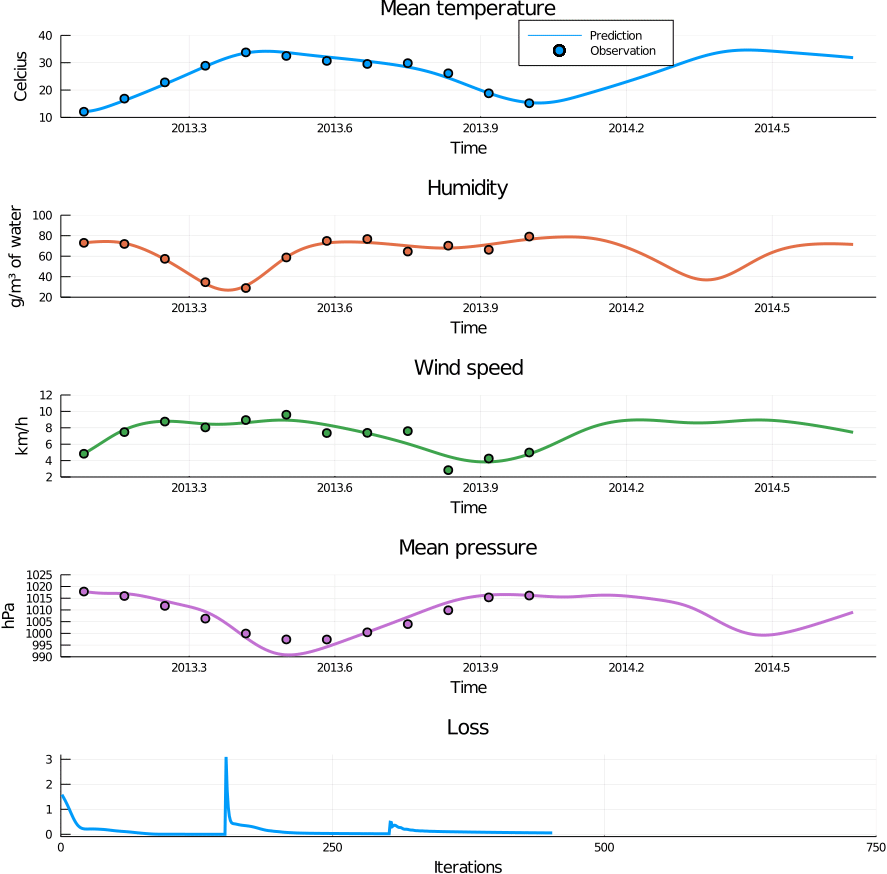 Mean temperature
Prediction
Observation
40
30
20
10
Celcius
2013.3 2013.6 2013.9 2014.2 2014.5
Time
Humidity
100
80
60
40
20
g/m³ of water
2013.3 2013.6 2013.9 2014.2 2014.5
Time
Wind speed
12
10
8
6
4
2
km/h
2013.3 2013.6 2013.9 2014.2 2014.5
Time
Mean pressure
1025
1020
1015
1010
1005
1000
995
990
hPa
2013.3 2013.6 2013.9 2014.2 2014.5
Time
Loss
3
2
1
0
0 250 500 750
Iterations